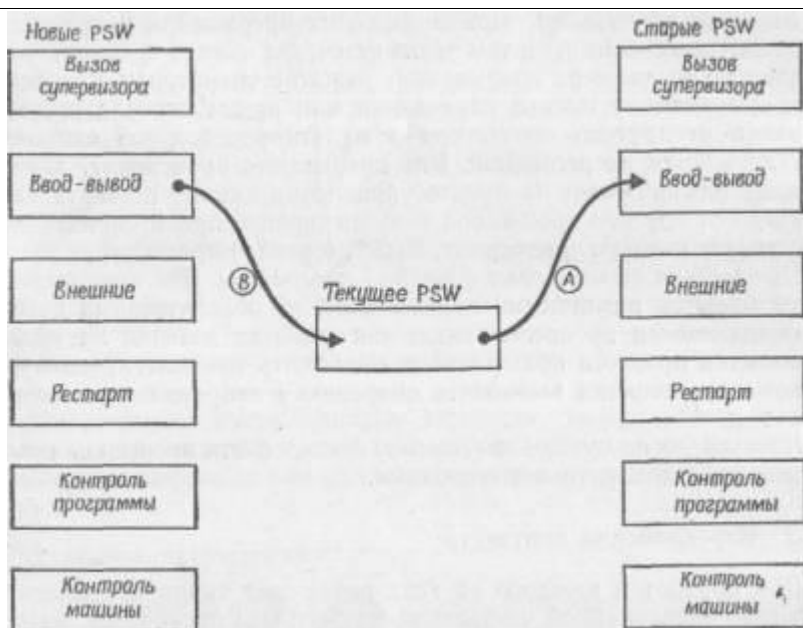 Новые PSW
Вызов
супервизора
Ввод-вывод
Внешние
Рестарт
Контроль
программы
Контроль
машины
B
Текущее PSW
A
Старые PSW
Вызов
супервизора
Ввод-вывод
Внешние
Рестарт
Контроль
программы
Контроль
машины